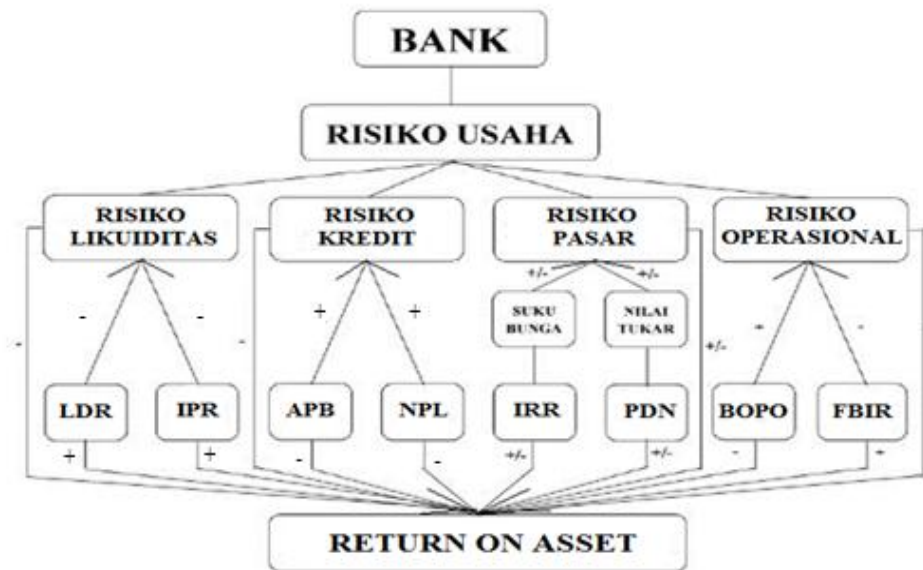 BANK
RISIKO USAHA
RISIKO
LIKUIDITAS
RISIKO
KREDIT
RISIKO
PASAR
RISIKO
OPERASIONAL
- - + + +/- +/- + -
SUKU
BUNGA
NILAI
TUKAR
- - +/-
LDR IPR APB NPL IRR PDN BOPO FBIR
+ + - - +/- +/- - +
RETURN ON ASSET